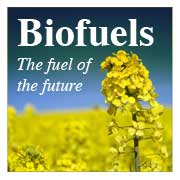 Biofuels
The fuel of
the future